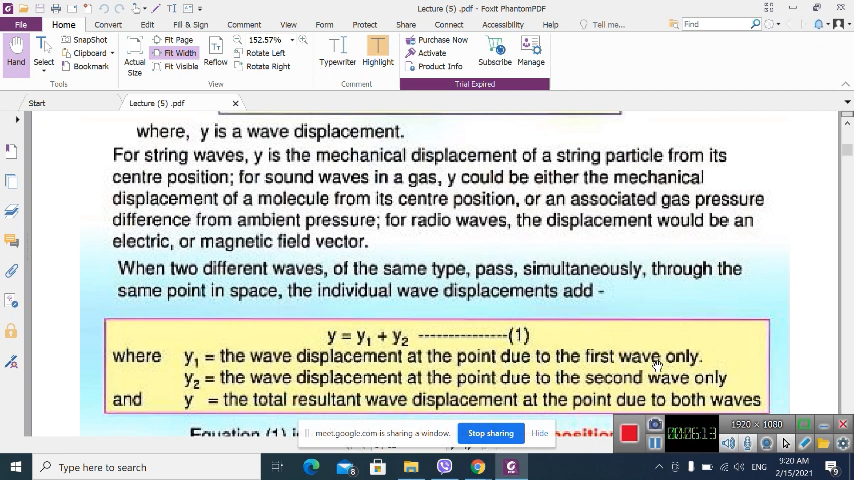 Lecture (5) .pdf - Foxit PhantomPDF
File Home Convert Edit Fill & Sign Comment View Form Protect Share Connect Accessibility Help Tell me... Find
Hand
Select
SnapShot
Clipboard
Bookmark
Tools
Actual Size
Fit Page
Fit Width
Fit Visible
Reflow
152.57%
Rotate Left
Rotate Right
View
Typewriter
Highlight
Comment
Purchase Now
Activate
Product Info
Subscribe
Manage
Trial Expired
Start
Lecture (5) .pdf
where, y is a wave displacement.
For string waves, y is the mechanical displacement of a string particle from its
centre position; for sound waves in a gas, y could be either the mechanical
displacement of a molecule from its centre position, or an associated gas pressure
difference from ambient pressure; for radio waves, the displacement would be an
electric, or magnetic field vector.
When two different waves, of the same type, pass, simultaneously, through the
same point in space, the individual wave displacements add -
y = y₁ + y₂ ---------------(1)
where y₁ = the wave displacement at the point due to the first wave only.
y₂ = the wave displacement at the point due to the second wave only
and y = the total resultant wave displacement at the point due to both waves
Equation (1) i
meet.google.com is sharing a window. Stop sharing Hide
1920 × 1080
Type here to search
ENG
9:20 AM
2/15/2021